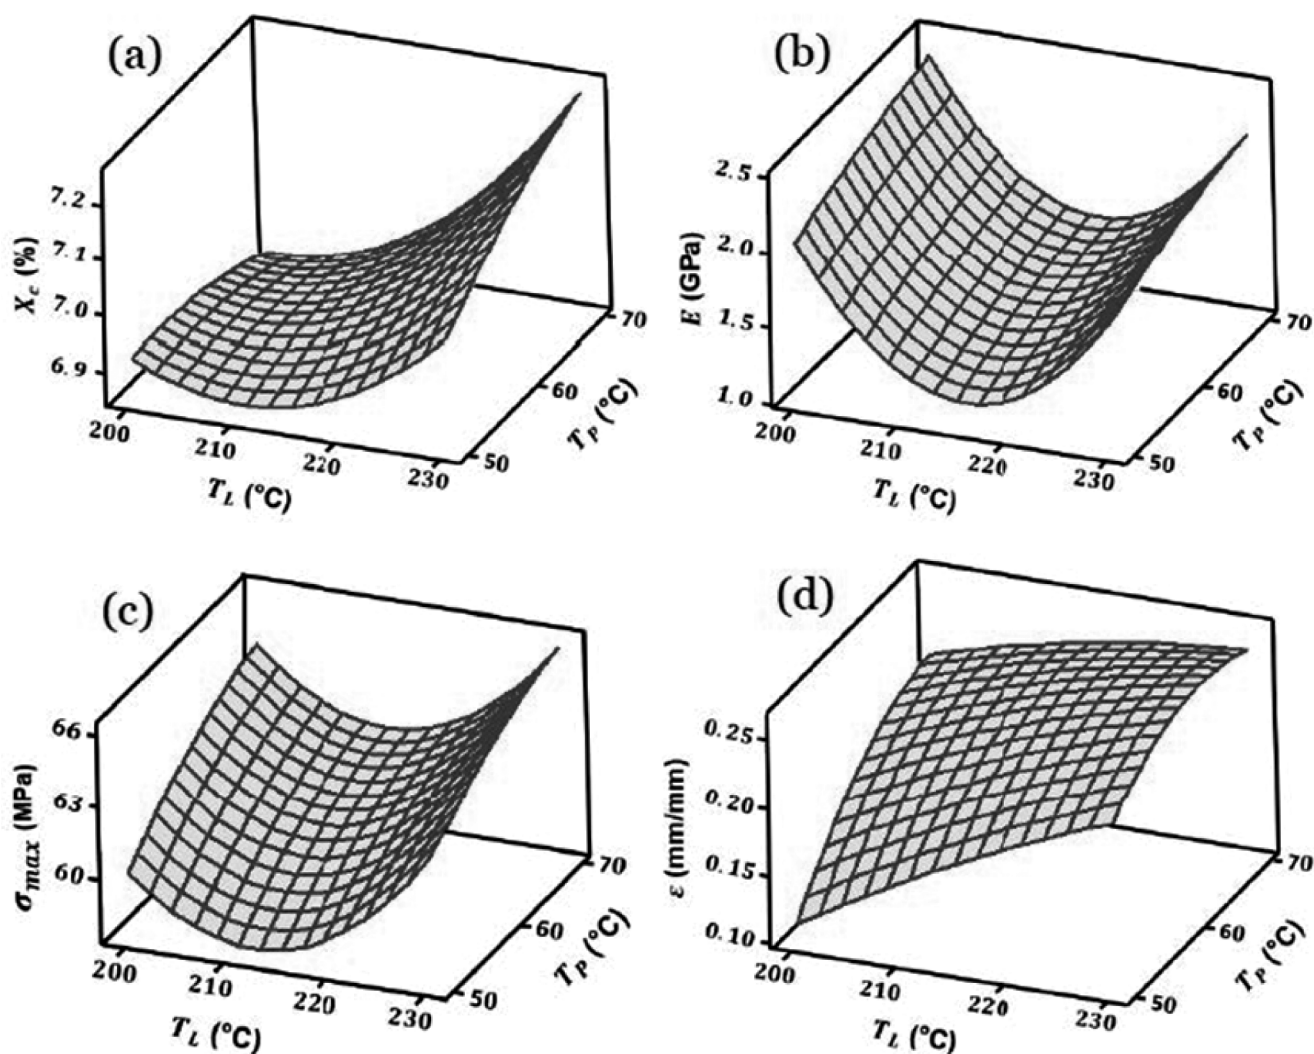 (a)
7.2
7.1
7.0
6.9
X_c (%)
200
210
220
230
T_L (°C)
50
60
70
T_P (°C)
(b)
2.5
2.0
1.5
1.0
E (GPa)
200
210
220
230
T_L (°C)
50
60
70
T_P (°C)
(c)
66
63
60
σ_max (MPa)
200
210
220
230
T_L (°C)
50
60
70
T_P (°C)
(d)
0.25
0.20
0.15
0.10
ε (mm/mm)
200
210
220
230
T_L (°C)
50
60
70
T_P (°C)